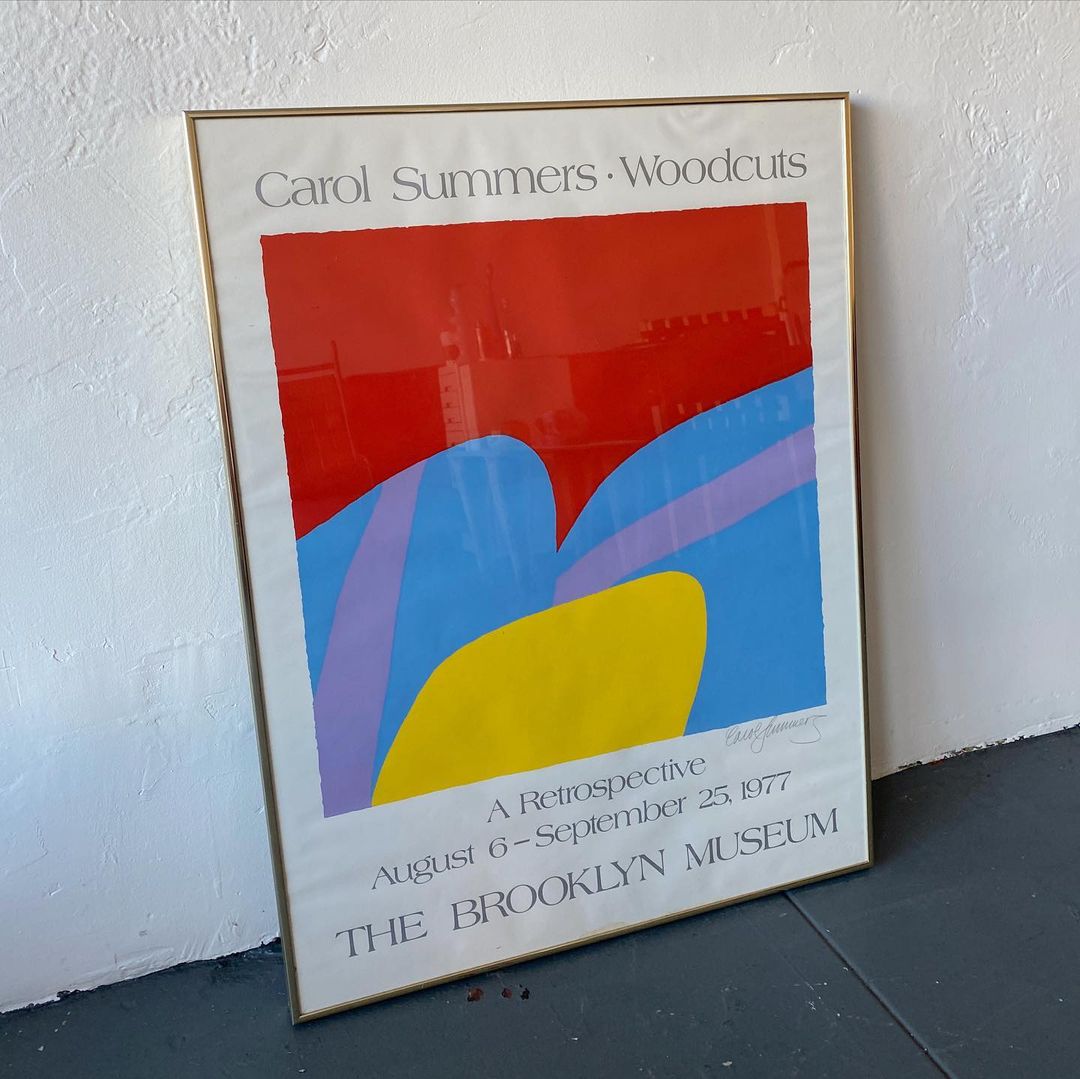 Carol Summers · Woodcuts
Carol Summers
A Retrospective
August 6 – September 25, 1977
THE BROOKLYN MUSEUM